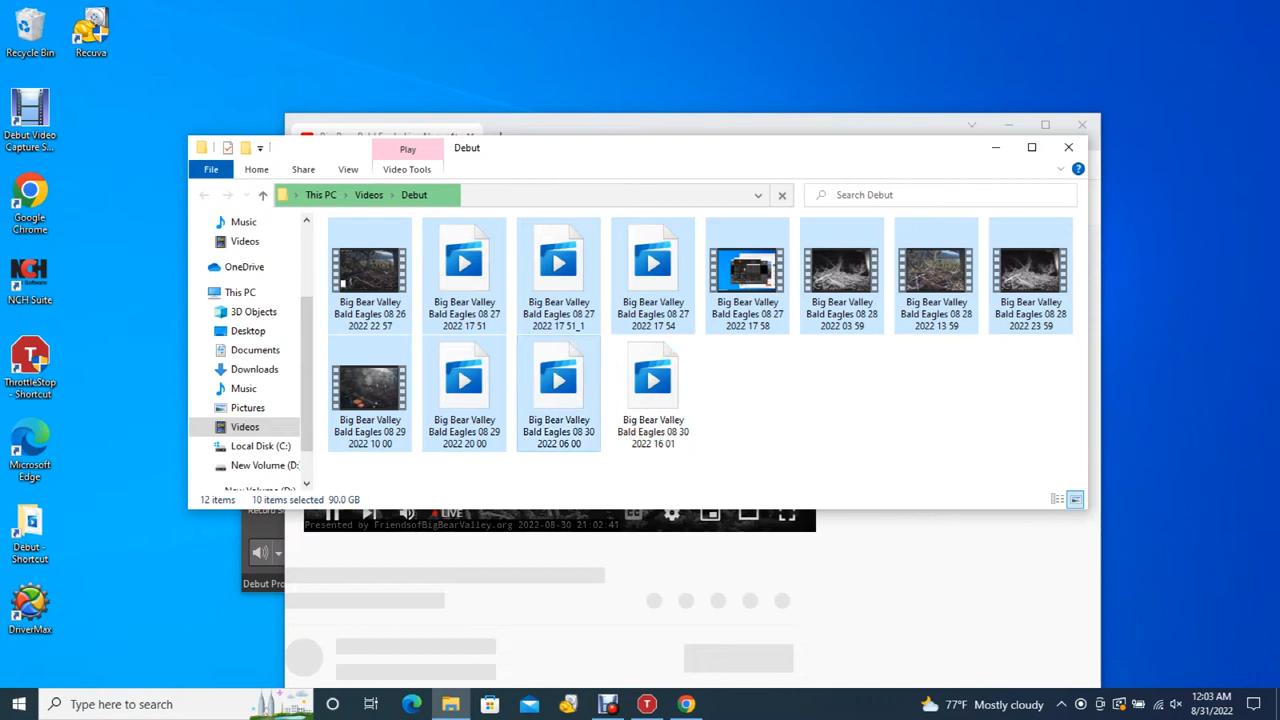 Recycle Bin
Recuva
Debut Video
Capture S...
Google
Chrome
NCH Suite
ThrottleStop
- Shortcut
Microsoft
Edge
Debut -
Shortcut
DriverMax
Play
Debut
File
Home
Share
View
Video Tools
This PC
Videos
Debut
Search Debut
Music
Videos
OneDrive
This PC
3D Objects
Desktop
Documents
Downloads
Music
Pictures
Videos
Local Disk (C:)
New Volume (D:
Big Bear Valley
Bald Eagles 08 26
2022 22 57
Big Bear Valley
Bald Eagles 08 27
2022 17 51
Big Bear Valley
Bald Eagles 08 27
2022 17 51_1
Big Bear Valley
Bald Eagles 08 27
2022 17 54
Big Bear Valley
Bald Eagles 08 27
2022 17 58
Big Bear Valley
Bald Eagles 08 28
2022 03 59
Big Bear Valley
Bald Eagles 08 28
2022 13 59
Big Bear Valley
Bald Eagles 08 28
2022 23 59
Big Bear Valley
Bald Eagles 08 29
2022 10 00
Big Bear Valley
Bald Eagles 08 29
2022 20 00
Big Bear Valley
Bald Eagles 08 30
2022 06 00
Big Bear Valley
Bald Eagles 08 30
2022 16 01
12 items
10 items selected 90.0 GB
LIVE
Presented by FriendsofBigBearValley.org 2022-08-30 21:02:41
Debut Pro
Type here to search
77°F Mostly cloudy
12:03 AM
8/31/2022